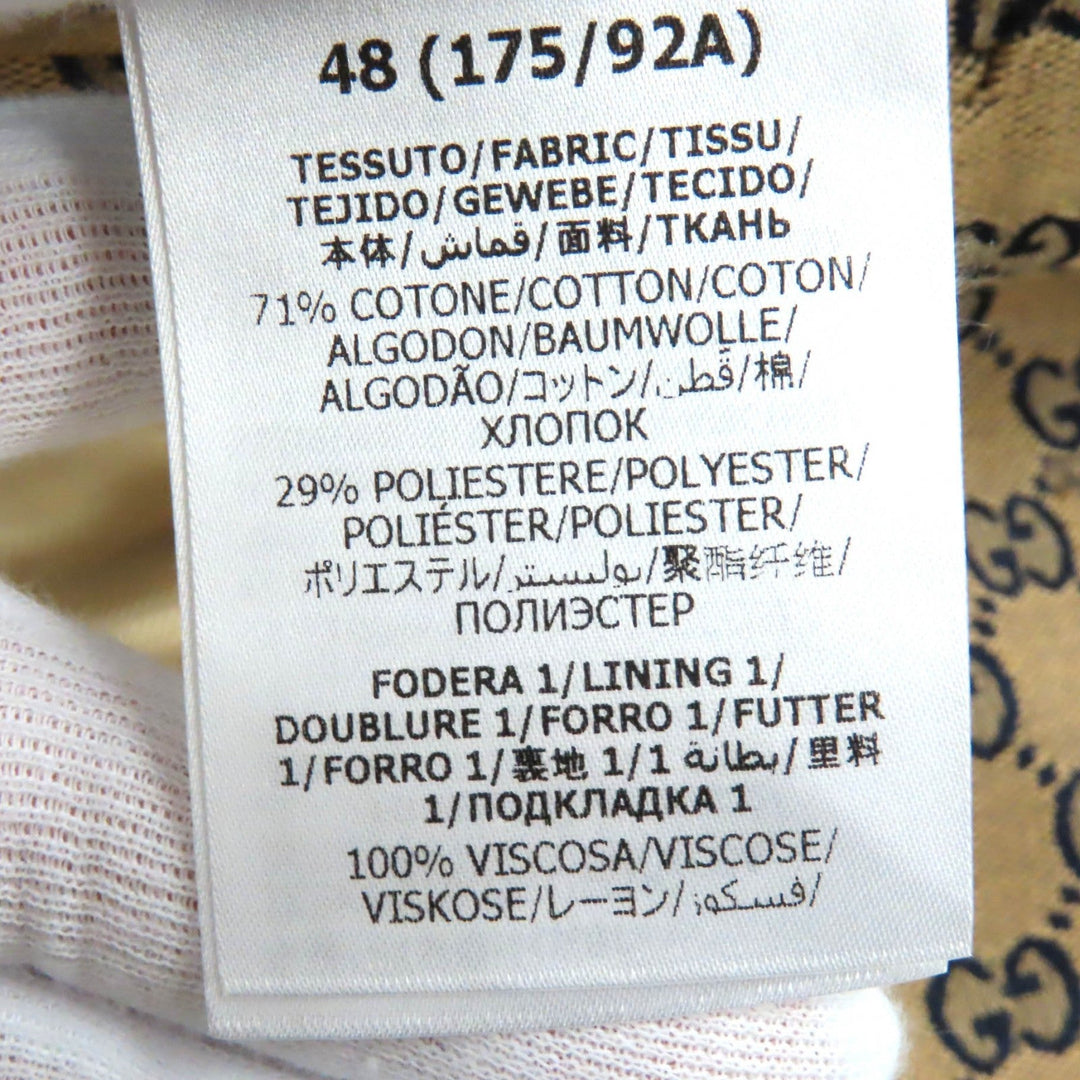 48 (175/92A)
TESSUTO/FABRIC/TISSU/
TEJIDO/GEWEBE/TECIDO/
本体/قماش/面料/ТКАНЬ
71% COTONE/COTTON/COTON/
ALGODON/BAUMWOLLE/
ALGODÃO/コットン/قطن/棉/
ХЛОПОК
29% POLIESTERE/POLYESTER/
POLIÉSTER/POLIESTER/
ポリエステル/بوليستر/聚酯纤维/
ПОЛИЭСТЕР
FODERA 1/LINING 1/
DOUBLURE 1/FORRO 1/FUTTER
1/FORRO 1/裏地 1/1 بطانة/里料
1/ПОДКЛАДКА 1
100% VISCOSA/VISCOSE/
VISKOSE/レーヨン/فسكوز/